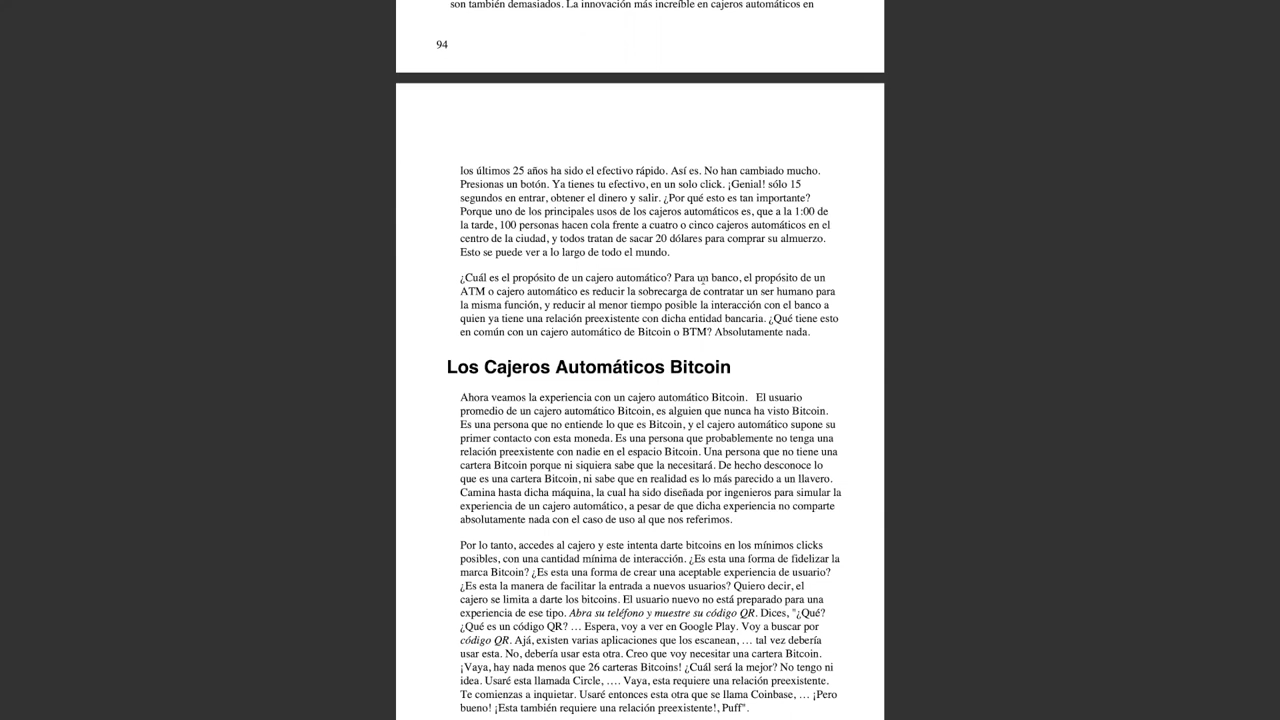 son también demasiados. La innovación más increíble en cajeros automáticos en
94
los últimos 25 años ha sido el efectivo rápido. Así es. No han cambiado mucho.
Presionas un botón. Ya tienes tu efectivo, en un solo click. ¡Genial! sólo 15
segundos en entrar, obtener el dinero y salir. ¿Por qué esto es tan importante?
Porque uno de los principales usos de los cajeros automáticos es, que a la 1:00 de
la tarde, 100 personas hacen cola frente a cuatro o cinco cajeros automáticos en el
centro de la ciudad, y todos tratan de sacar 20 dólares para comprar su almuerzo.
Esto se puede ver a lo largo de todo el mundo.
¿Cuál es el propósito de un cajero automático? Para un banco, el propósito de un
ATM o cajero automático es reducir la sobrecarga de contratar un ser humano para
la misma función, y reducir al menor tiempo posible la interacción con el banco a
quien ya tiene una relación preexistente con dicha entidad bancaria. ¿Qué tiene esto
en común con un cajero automático de Bitcoin o BTM? Absolutamente nada.
Los Cajeros Automáticos Bitcoin
Ahora veamos la experiencia con un cajero automático Bitcoin. El usuario
promedio de un cajero automático Bitcoin, es alguien que nunca ha visto Bitcoin.
Es una persona que no entiende lo que es Bitcoin, y el cajero automático supone su
primer contacto con esta moneda. Es una persona que probablemente no tenga una
relación preexistente con nadie en el espacio Bitcoin. Una persona que no tiene una
cartera Bitcoin porque ni siquiera sabe que la necesitará. De hecho desconoce lo
que es una cartera Bitcoin, ni sabe que en realidad es lo más parecido a un llavero.
Camina hasta dicha máquina, la cual ha sido diseñada por ingenieros para simular la
experiencia de un cajero automático, a pesar de que dicha experiencia no comparte
absolutamente nada con el caso de uso al que nos referimos.
Por lo tanto, accedes al cajero y este intenta darte bitcoins en los mínimos clicks
posibles, con una cantidad mínima de interacción. ¿Es esta una forma de fidelizar la
marca Bitcoin? ¿Es esta una forma de crear una aceptable experiencia de usuario?
¿Es esta la manera de facilitar la entrada a nuevos usuarios? Quiero decir, el
cajero se limita a darte los bitcoins. El usuario nuevo no está preparado para una
experiencia de ese tipo. Abra su teléfono y muestre su código QR. Dices, "¿Qué?
¿Qué es un código QR? … Espera, voy a ver en Google Play. Voy a buscar por
código QR. Ajá, existen varias aplicaciones que los escanean, … tal vez debería
usar esta. No, debería usar esta otra. Creo que voy necesitar una cartera Bitcoin.
¡Vaya, hay nada menos que 26 carteras Bitcoins! ¿Cuál será la mejor? No tengo ni
idea. Usaré esta llamada Circle, …. Vaya, esta requiere una relación preexistente.
Te comienzas a inquietar. Usaré entonces esta otra que se llama Coinbase, … ¡Pero
bueno! ¡Esta también requiere una relación preexistente!, Puff".